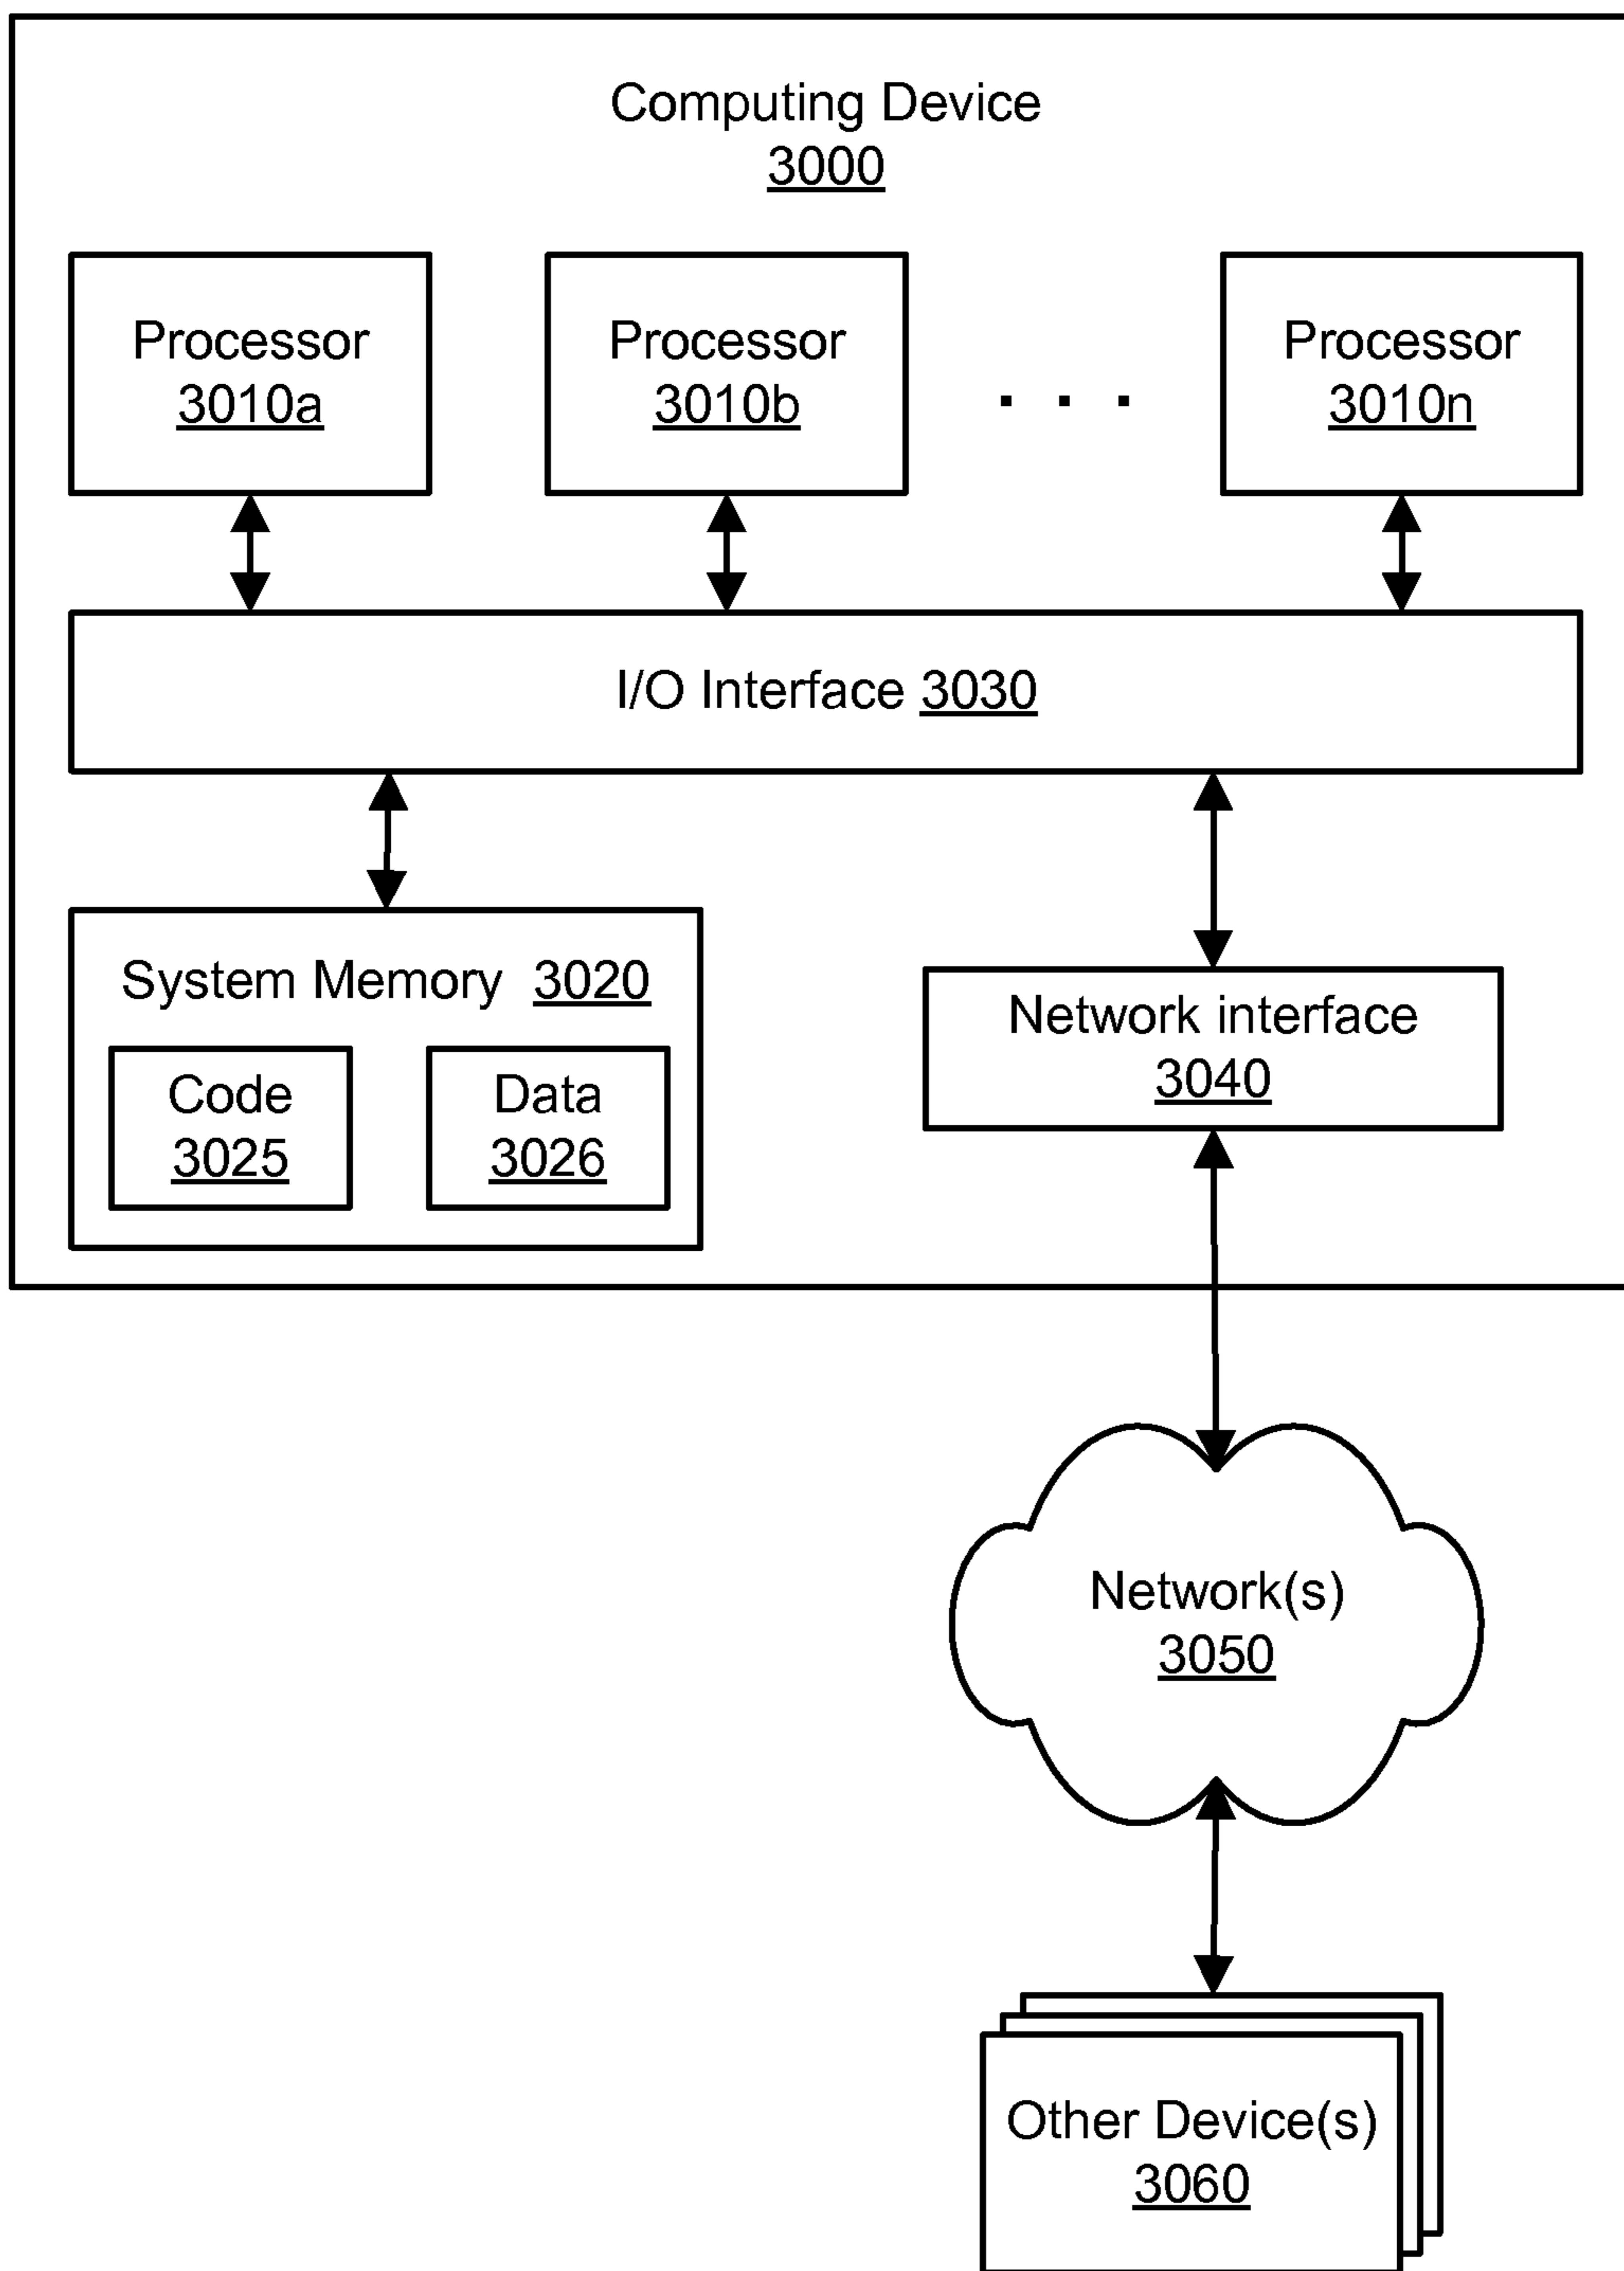 Computing Device
3000
Processor
3010a
Processor
3010b
. . .
Processor
3010n
I/O Interface 3030
System Memory 3020
Code
3025
Data
3026
Network interface
3040
Network(s)
3050
Other Device(s)
3060